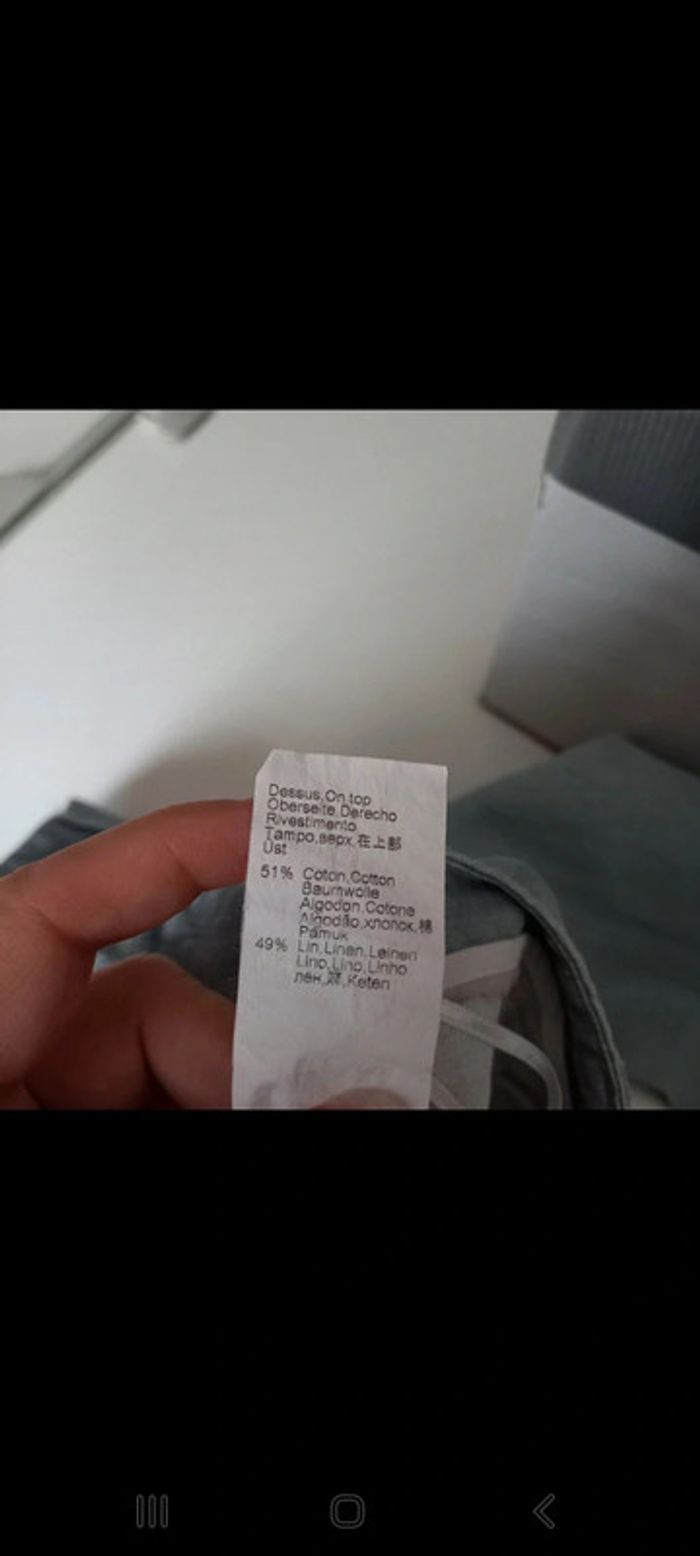 Dessus,On top
Oberseite,Derecho
Rivestimento
Tampo,верх,在上部
Üst
51% Coton,Cotton
Baumwolle
Algodon,Cotone
Algodão,хлопок,棉
Pamuk
49% Lin,Linen,Leinen
Lino,Lino,Linho
лен,麻,Keten